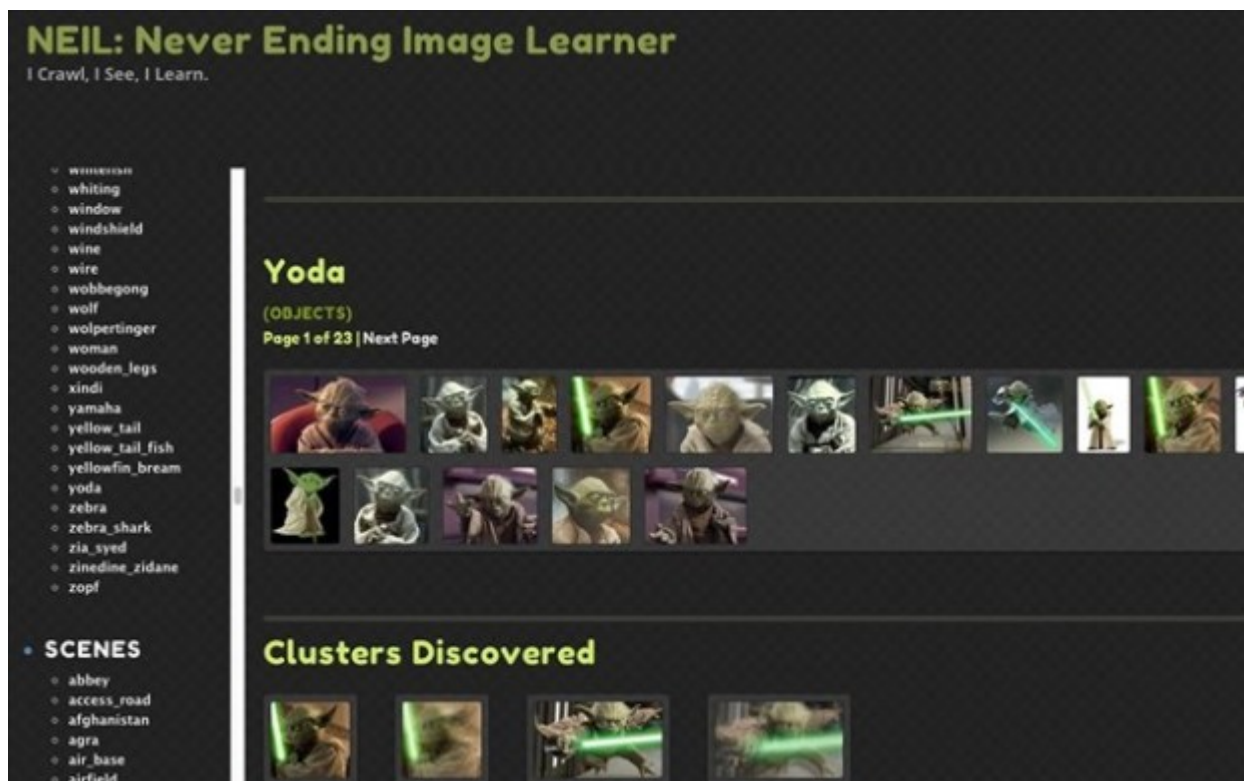 NEIL: Never Ending Image Learner
I Crawl, I See, I Learn.
whiting
window
windshield
wine
wire
wobbegong
wolf
wolpertinger
woman
wooden_legs
xindi
yamaha
yellow_tail
yellow_tail_fish
yellowfin_bream
yoda
zebra
zebra_shark
zia_syed
zinedine_zidane
zopf
SCENES
abbey
access_road
afghanistan
agra
air_base
airfield
Yoda
(OBJECTS)
Page 1 of 23 | Next Page
Clusters Discovered